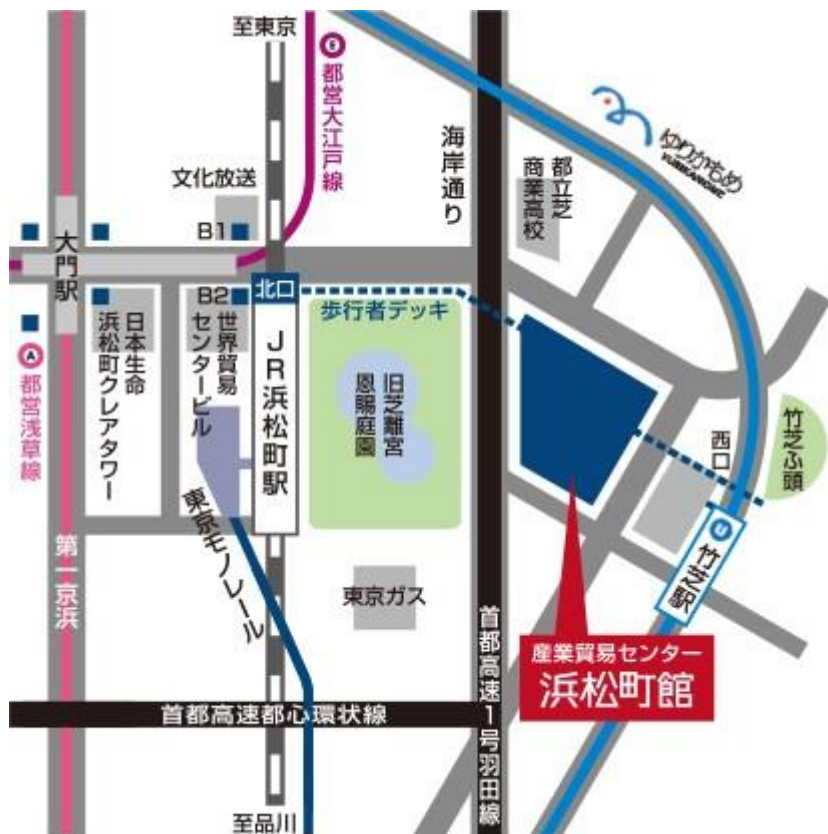 至東京
E
都営大江戸線
海岸通り
都立芝
商業高校
ゆりかもめ
YURIKAMOME
文化放送
B1
大門駅
北口
B2
歩行者デッキ
日本生命
浜松町クレアタワー
世界貿易
センタービル
JR浜松町駅
旧芝離宮
恩賜庭園
A
都営浅草線
西口
竹芝ふ頭
東京モノレール
U
竹芝駅
第一京浜
東京ガス
首都高速1号羽田線
産業貿易センター
浜松町館
首都高速都心環状線
至品川